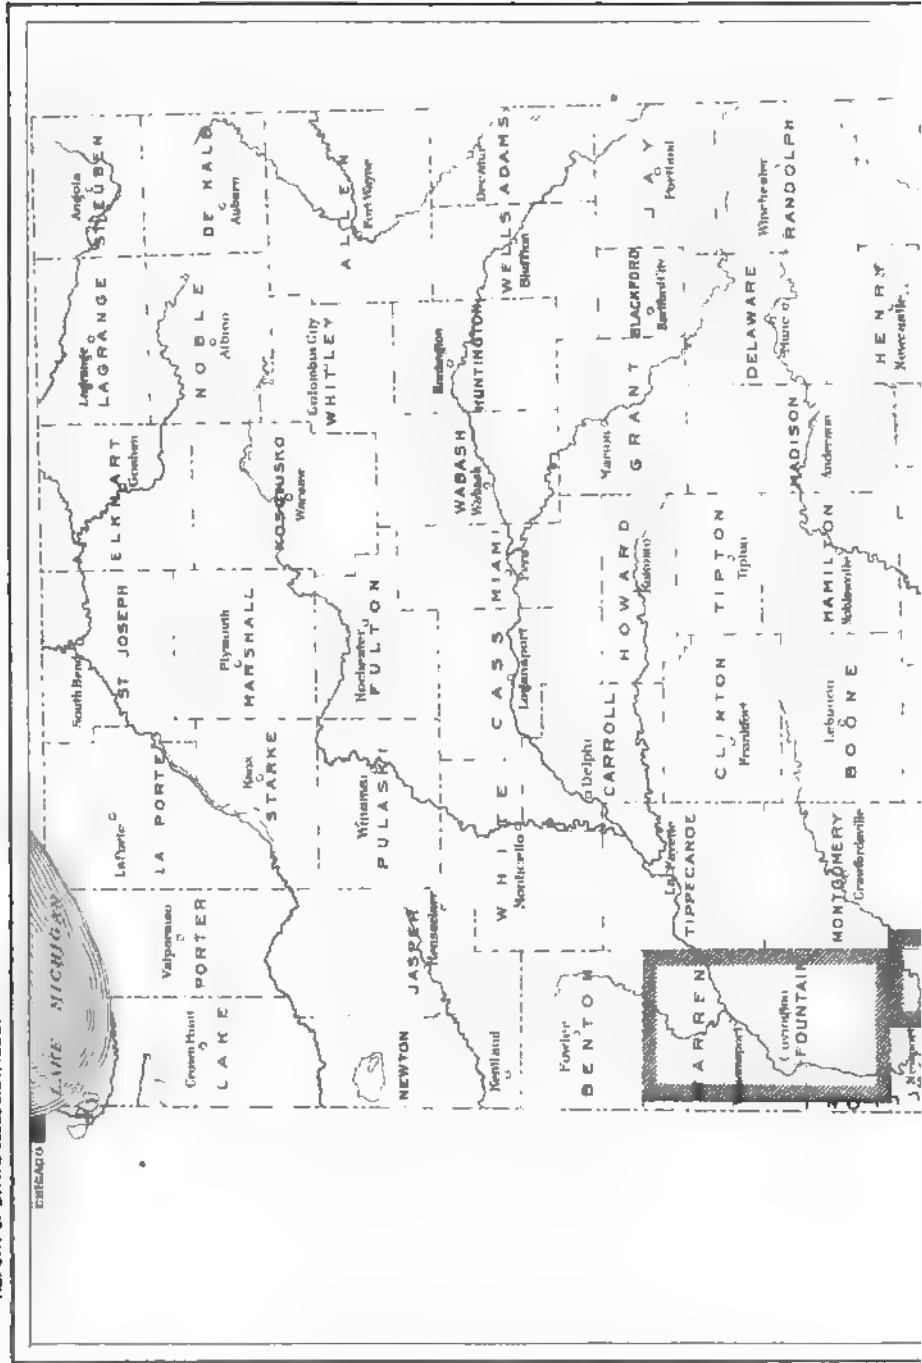 CHICAGO
LAKE MICHIGAN
Crown Point
LAKE
Valparaiso
PORTER
LaPorte
LA PORTE
South Bend
ST JOSEPH
ELKHART
Goshen
Lagrange
LAGRANGE
Angola
STEUBEN
NEWTON
Kentland
JASPER
Rensselaer
Knox
STARKE
Winamac
PULASKI
Plymouth
MARSHALL
Rochester
FULTON
KOSCIUSKO
Warsaw
NOBLE
Albion
Columbus City
WHITLEY
DE KALB
Auburn
ALLEN
Fort Wayne
Fowler
BENTON
WHITE
Monticello
CASS
Logansport
MIAMI
Peru
WABASH
Wabash
Huntington
HUNTINGTON
WELLS
Bluffton
ADAMS
Decatur
WARREN
Covington
FOUNTAIN
La Fayette
TIPPECANOE
MONTGOMERY
Crawfordsville
Delphi
CARROLL
CLINTON
Frankfort
Lebanon
BOONE
HOWARD
Kokomo
TIPTON
Tipton
HAMILTON
Noblesville
Marion
GRANT
MADISON
Anderson
BLACKFORD
Hartford City
DELAWARE
Muncie
HENRY
Newcastle
JAY
Portland
Winchester
RANDOLPH